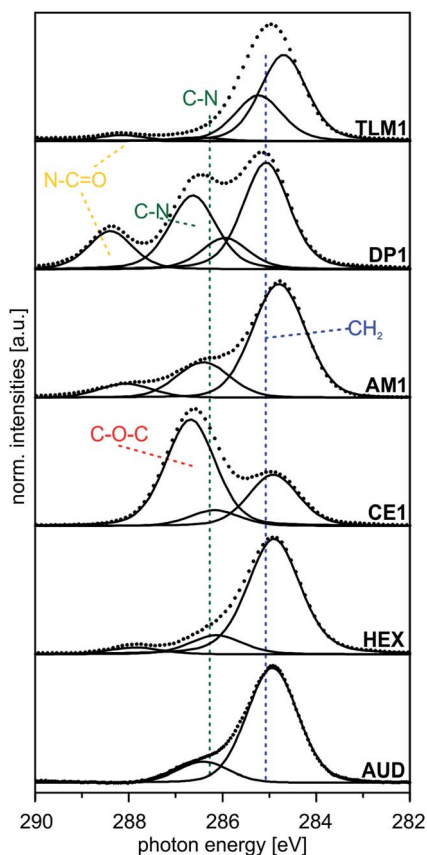 C-N
TLM1
N-C=O
C-N
DP1
CH₂
AM1
C-O-C
CE1
HEX
AUD
norm. intensities [a.u.]
290 288 286 284 282
photon energy [eV]